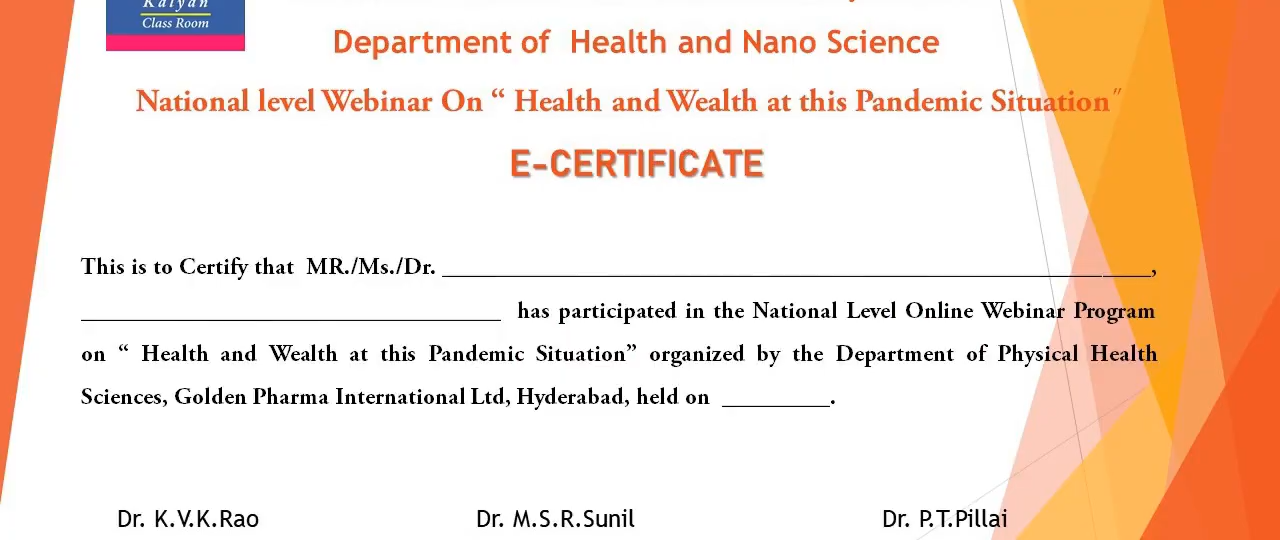 Kalyan
Class Room
Department of Health and Nano Science
National level Webinar On “ Health and Wealth at this Pandemic Situation”
E-CERTIFICATE
This is to Certify that MR./Ms./Dr. ____________________________________________________________,
___________________________________ has participated in the National Level Online Webinar Program
on “ Health and Wealth at this Pandemic Situation” organized by the Department of Physical Health
Sciences, Golden Pharma International Ltd, Hyderabad, held on _________.
Dr. K.V.K.Rao Dr. M.S.R.Sunil Dr. P.T.Pillai